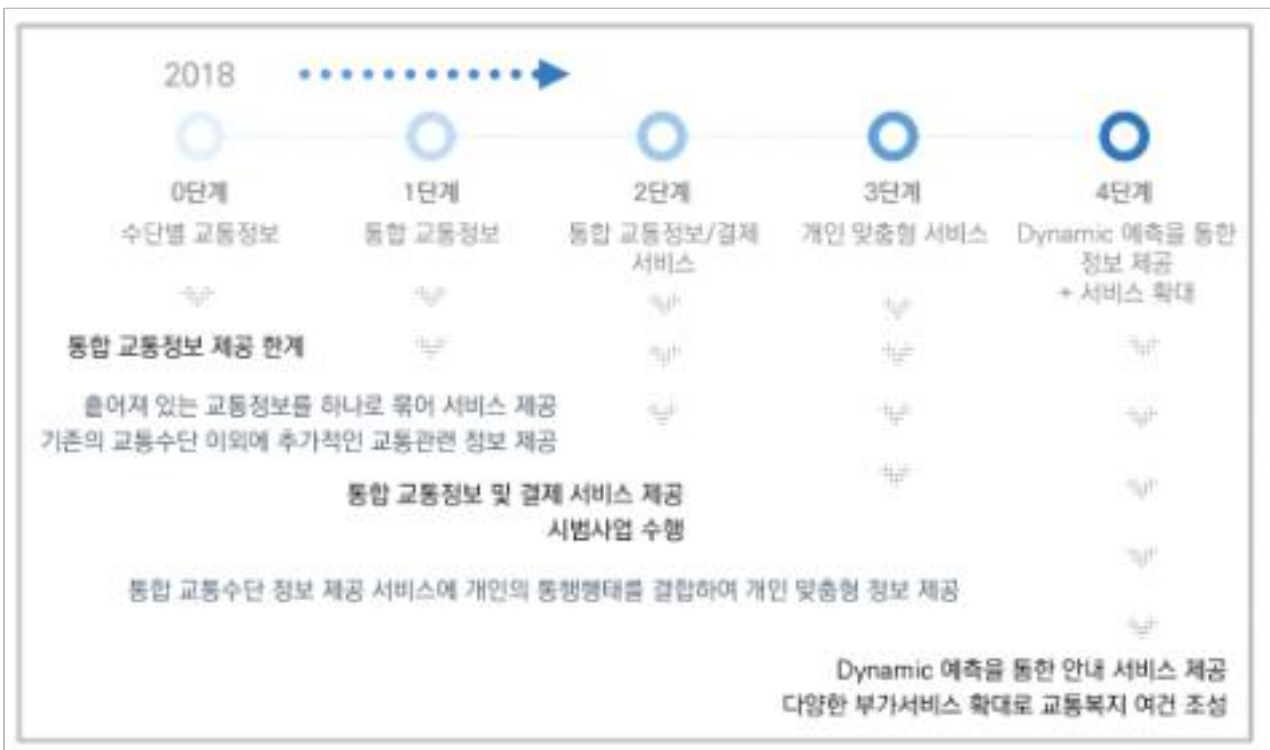 2018
0단계
1단계
2단계
3단계
4단계
수단별 교통정보
통합 교통정보
통합 교통정보/결제
서비스
개인 맞춤형 서비스
Dynamic 예측을 통한
정보 제공
+ 서비스 확대
통합 교통정보 제공 한계
흩어져 있는 교통정보를 하나로 묶어 서비스 제공
기존의 교통수단 이외에 추가적인 교통관련 정보 제공
통합 교통정보 및 결제 서비스 제공
시범사업 수행
통합 교통수단 정보 제공 서비스에 개인의 통행행태를 결합하여 개인 맞춤형 정보 제공
Dynamic 예측을 통한 안내 서비스 제공
다양한 부가서비스 확대로 교통복지 여건 조성